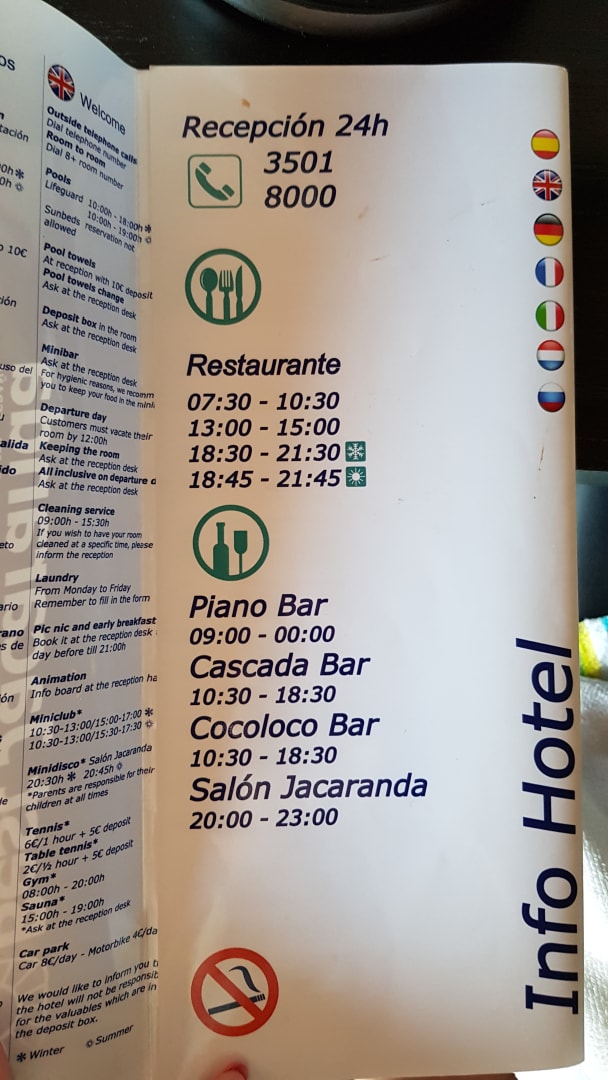 os
Welcome
Outside telephone calls
Dial telephone number
Room to room
Dial 8+ room number
Pools
Lifeguard 10:00h - 18:00h
10:00h - 19:00h
Sunbeds reservation not
allowed
Pool towels
At reception with 10€ deposit
Pool towels change
Ask at the reception desk
Deposit box in the room
Ask at the reception desk
Minibar
Ask at the reception desk
For hygienic reasons, we recomm
you to keep your food in the mini
Departure day
Customers must vacate their
room by 12:00h
Keeping the room
Ask at the reception desk
All inclusive on departure d
Ask at the reception desk
Cleaning service
09:00h - 15:30h
If you wish to have your room
cleaned at a specific time, please
inform the reception
Laundry
From Monday to Friday
Remember to fill in the form
Pic nic and early breakfast
Book it at the reception desk
day before till 21:00h
Animation
Info board at the reception ha
Miniclub*
10:30-13:00/15:00-17:00
10:30-13:00/15:30-17:30
Minidisco* Salón Jacaranda
20:30h 20:45h
*Parents are responsible for their
children at all times
Tennis*
6€/1 hour + 5€ deposit
Table tennis*
2€/½ hour + 5€ deposit
Gym*
08:00h - 20:00h
Sauna*
15:00h - 19:00h
*Ask at the reception desk
Car park
Car 8€/day - Motorbike 4€/da
We would like to inform you t
the hotel will not be responsib
for the valuables which are in
the deposit box.
Winter Summer
Recepción 24h
3501
8000
Restaurante
07:30 - 10:30
13:00 - 15:00
18:30 - 21:30
18:45 - 21:45
Piano Bar
09:00 - 00:00
Cascada Bar
10:30 - 18:30
Cocoloco Bar
10:30 - 18:30
Salón Jacaranda
20:00 - 23:00
Info Hotel